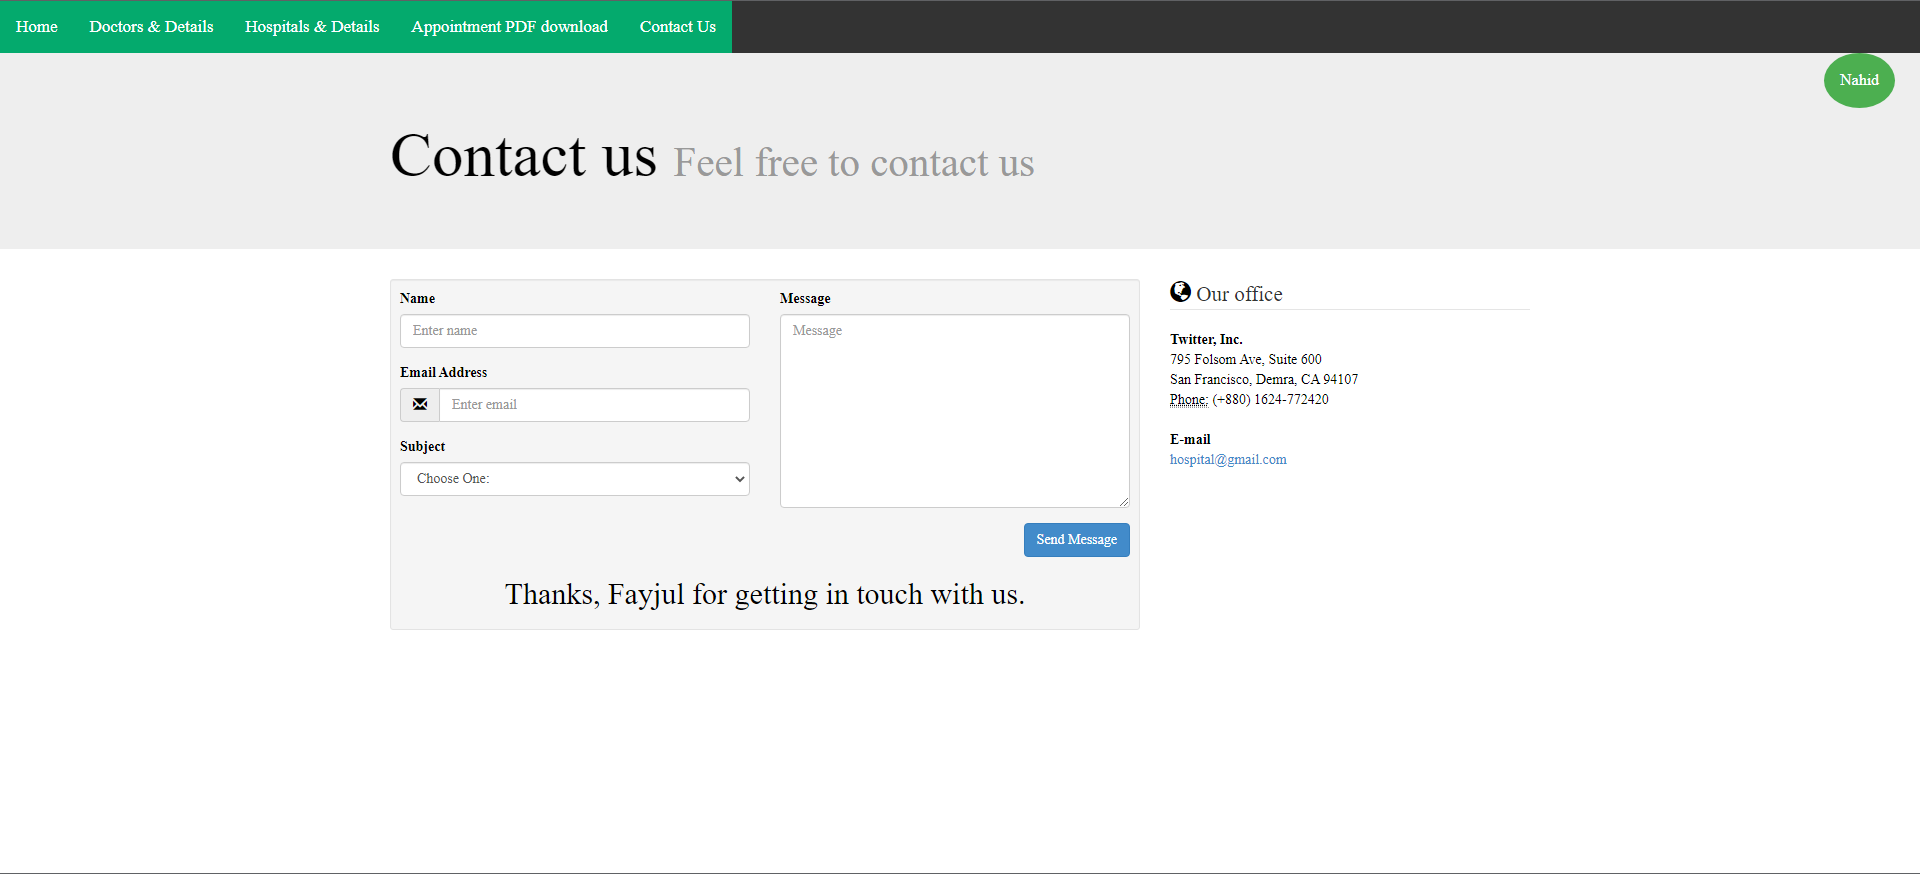 Home Doctors & Details Hospitals & Details Appointment PDF download Contact Us
Nahid
Contact us Feel free to contact us
Name
Enter name
Email Address
Enter email
Subject
Choose One:
Message
Message
Send Message
Thanks, Fayjul for getting in touch with us.
Our office
Twitter, Inc.
795 Folsom Ave, Suite 600
San Francisco, Demra, CA 94107
Phone: (+880) 1624-772420
E-mail
hospital@gmail.com